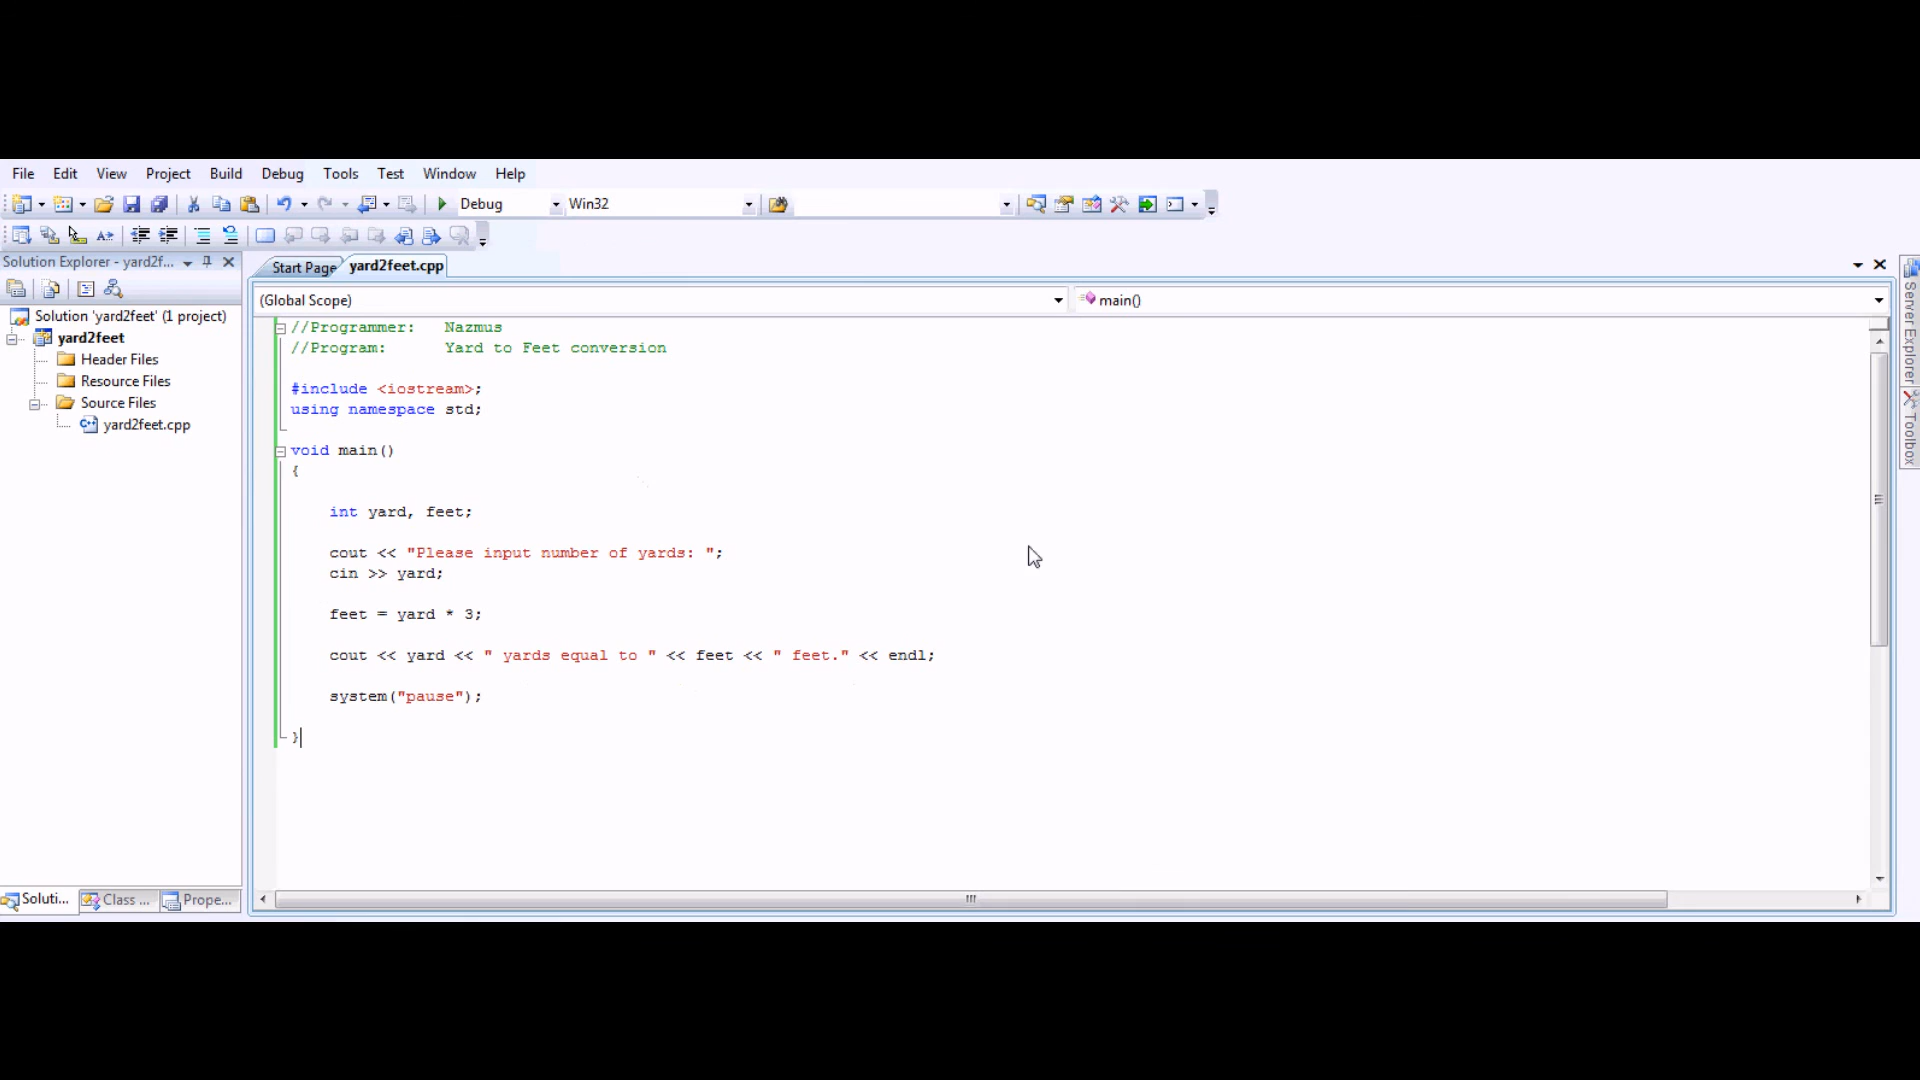 File Edit View Project Build Debug Tools Test Window Help
Debug Win32
Solution Explorer - yard2f...
Start Page yard2feet.cpp
(Global Scope) main()
Solution 'yard2feet' (1 project)
yard2feet
Header Files
Resource Files
Source Files
yard2feet.cpp
//Programmer: Nazmus
//Program: Yard to Feet conversion
#include <iostream>;
using namespace std;
void main()
{
int yard, feet;
cout << "Please input number of yards: ";
cin >> yard;
feet = yard * 3;
cout << yard << " yards equal to " << feet << " feet." << endl;
system("pause");
}
Server Explorer
Toolbox
Soluti... Class ... Prope...